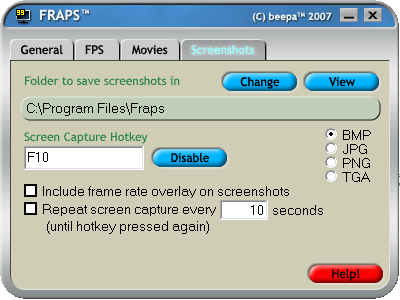 99 FRAPS™ (C) beepa™ 2007
General FPS Movies Screenshots
Folder to save screenshots in Change View
C:\Program Files\Fraps
Screen Capture Hotkey
F10 Disable
BMP
JPG
PNG
TGA
Include frame rate overlay on screenshots
Repeat screen capture every 10 seconds
(until hotkey pressed again)
Help!